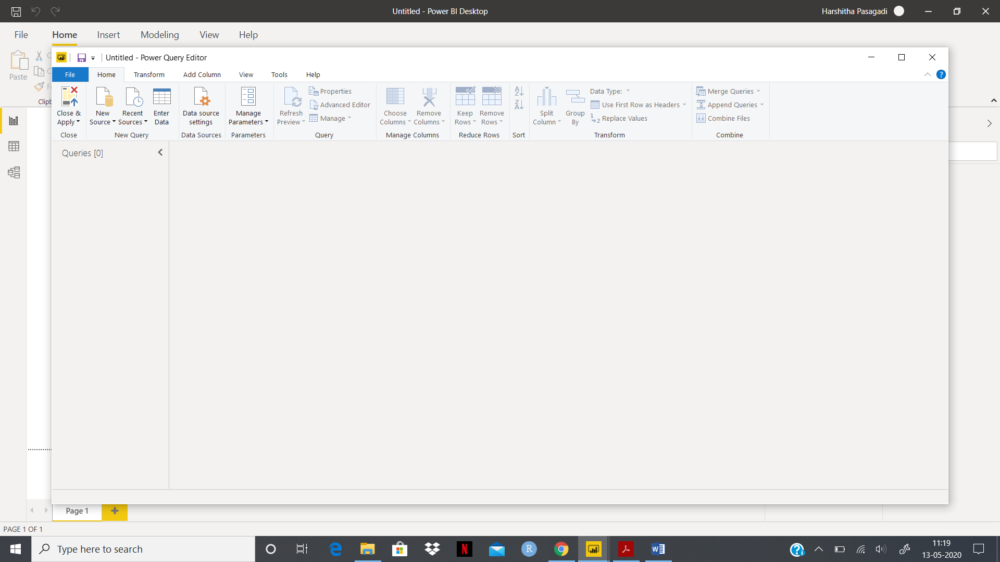 Untitled - Power BI Desktop
Harshitha Pasagadi
File Home Insert Modeling View Help
Paste
Untitled - Power Query Editor
File Home Transform Add Column View Tools Help
?
Close & Apply
New Source
Recent Sources
Enter Data
Data source settings
Manage Parameters
Refresh Preview
Properties
Advanced Editor
Manage
Choose Columns
Remove Columns
Keep Rows
Remove Rows
Split Column
Group By
Data Type:
Use First Row as Headers
Replace Values
Merge Queries
Append Queries
Combine Files
Close
New Query
Data Sources
Parameters
Query
Manage Columns
Reduce Rows
Sort
Transform
Combine
Queries [0]
Page 1
PAGE 1 OF 1
Type here to search
11:19
13-05-2020